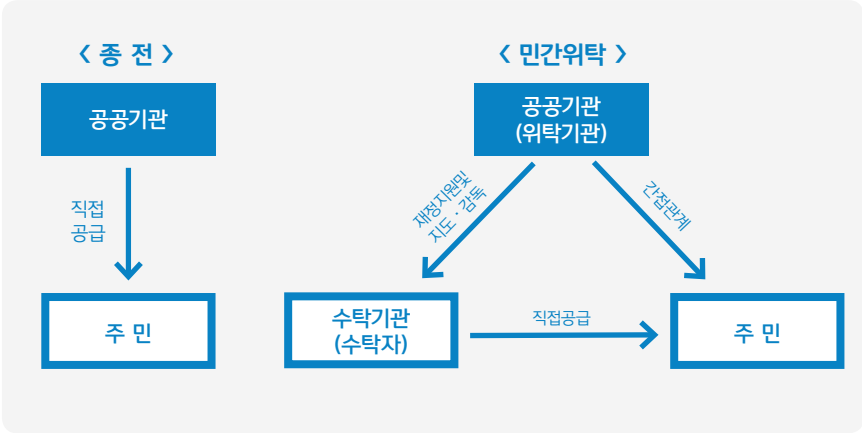 〈 종 전 〉
공공기관
직접
공급
주 민
〈 민간위탁 〉
공공기관
(위탁기관)
재정지원및
지도·감독
간접관계
수탁기관
(수탁자)
직접공급
주 민